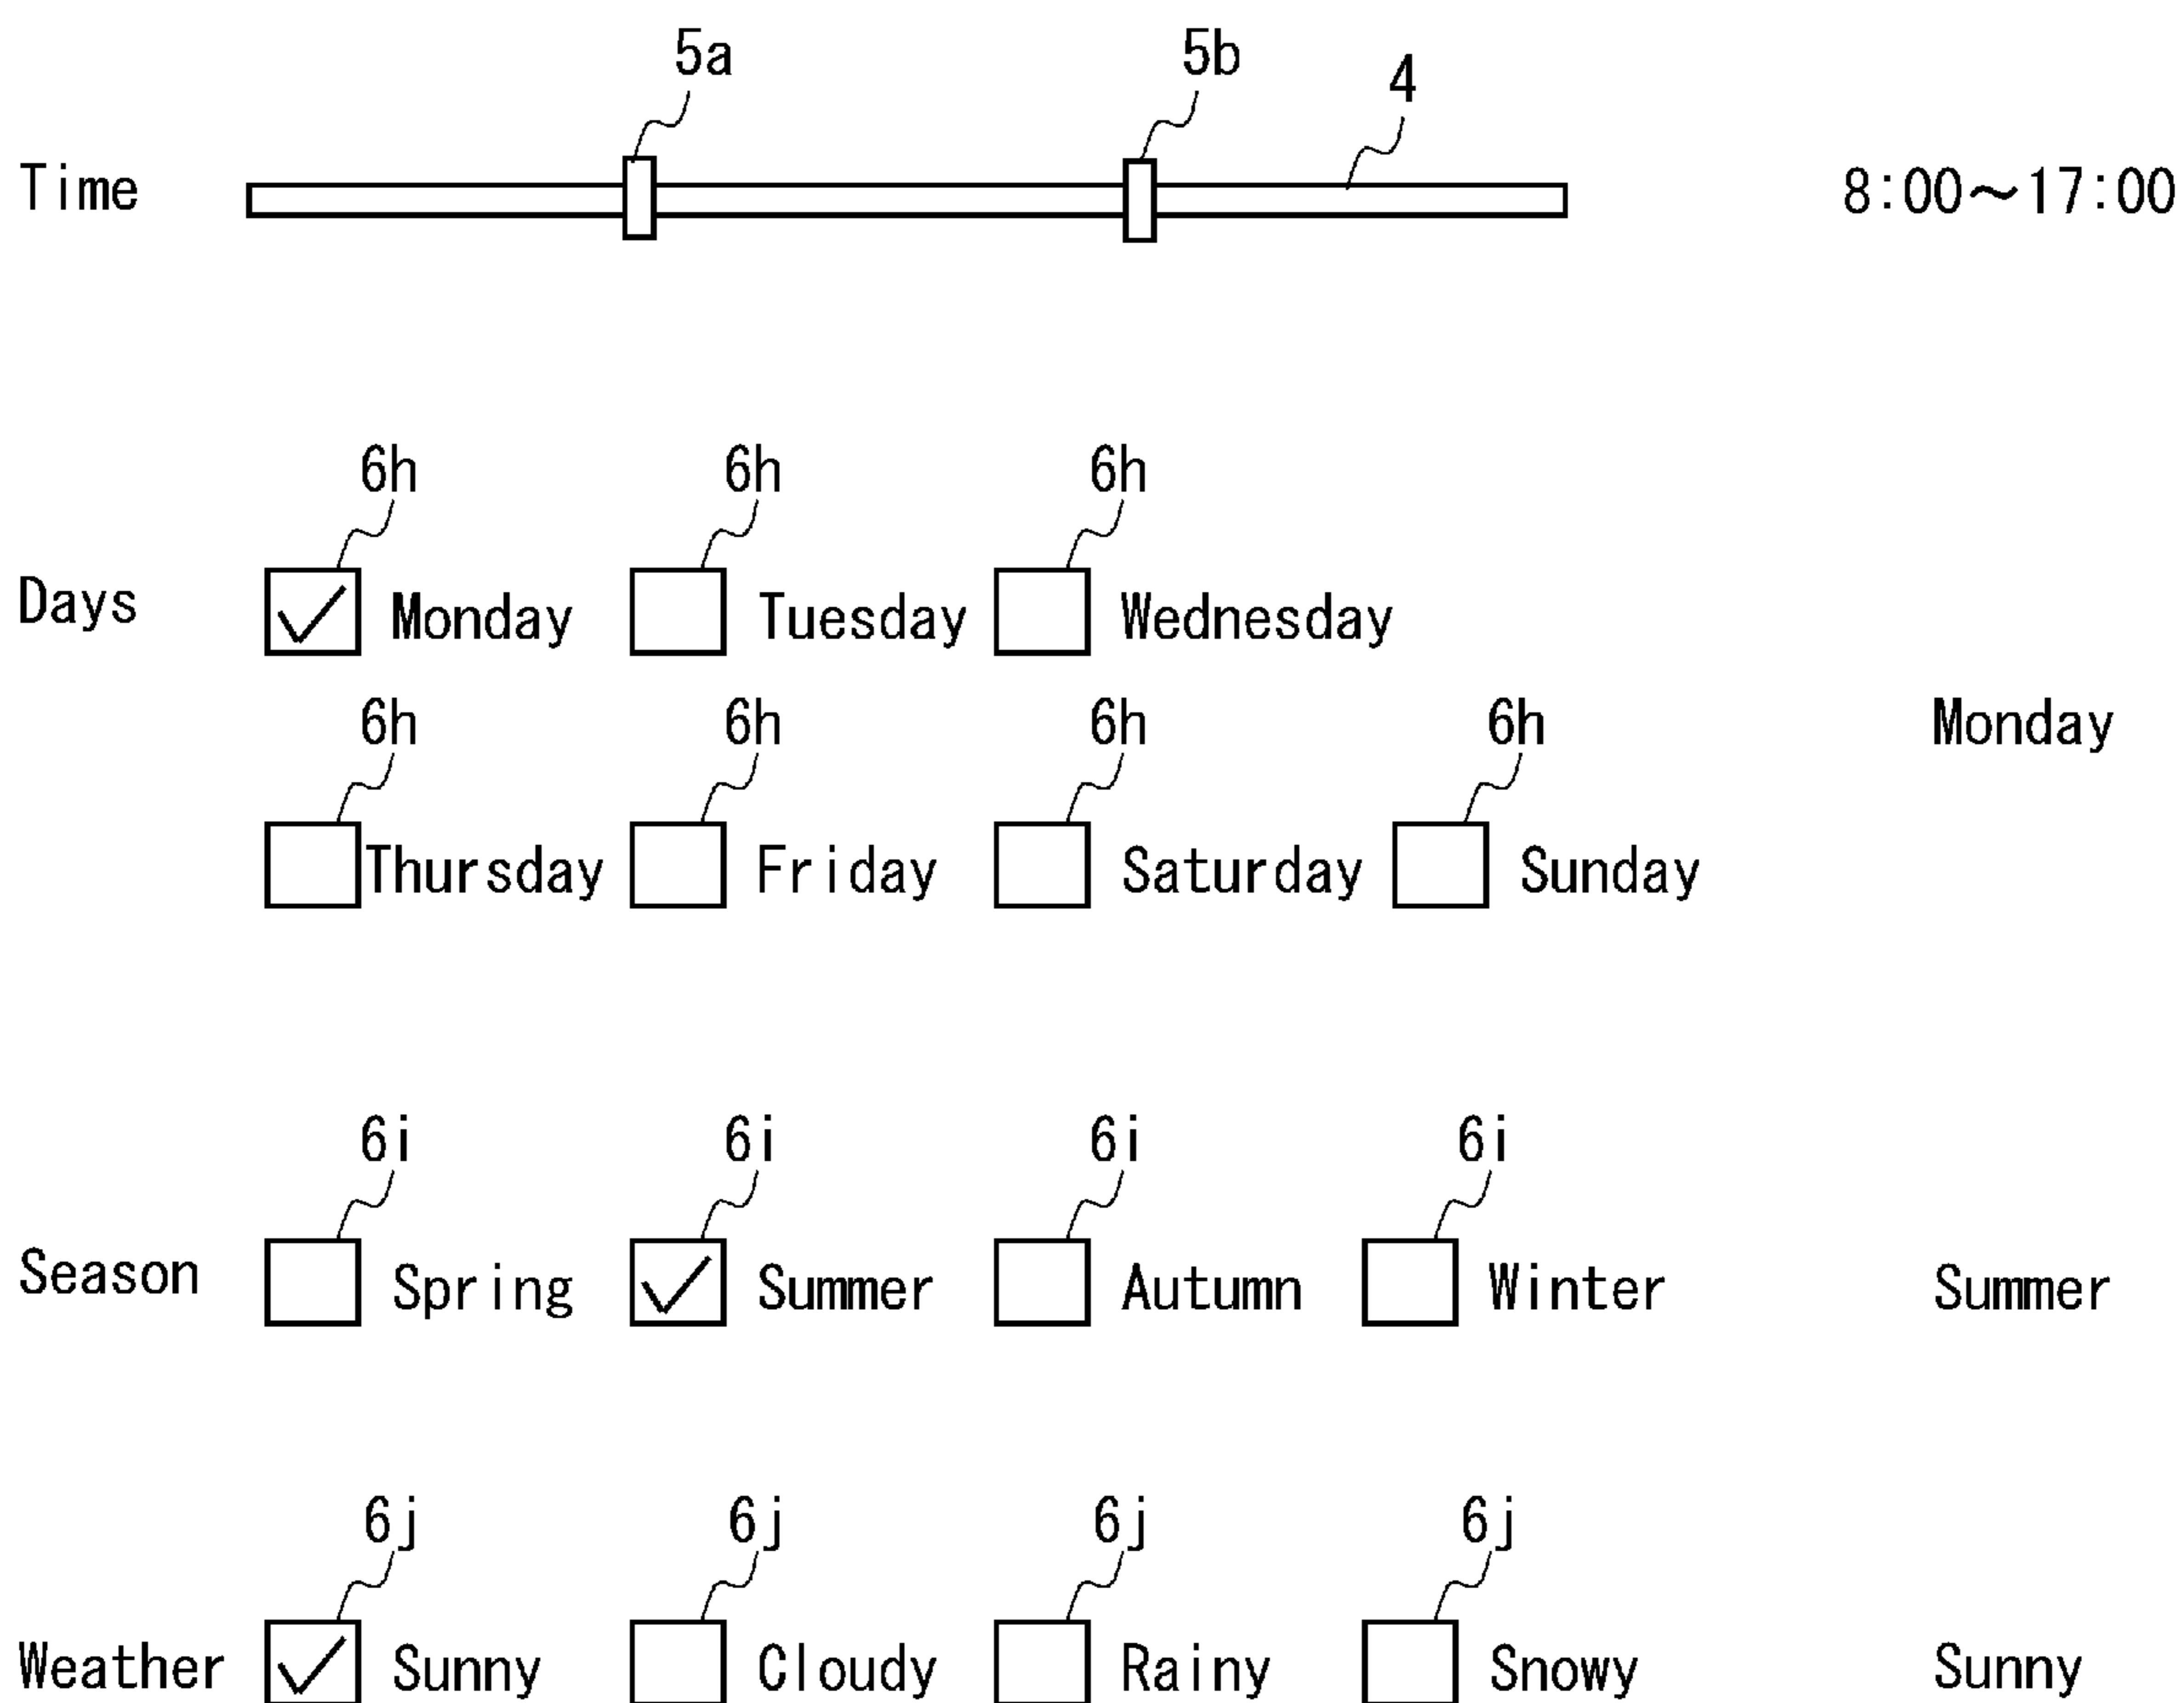 5a 5b 4
Time 8:00～17:00
6h 6h 6h
Days Monday Tuesday Wednesday
6h 6h 6h 6h
Monday
Thursday Friday Saturday Sunday
6i 6i 6i 6i
Season Spring Summer Autumn Winter Summer
6j 6j 6j 6j
Weather Sunny Cloudy Rainy Snowy Sunny